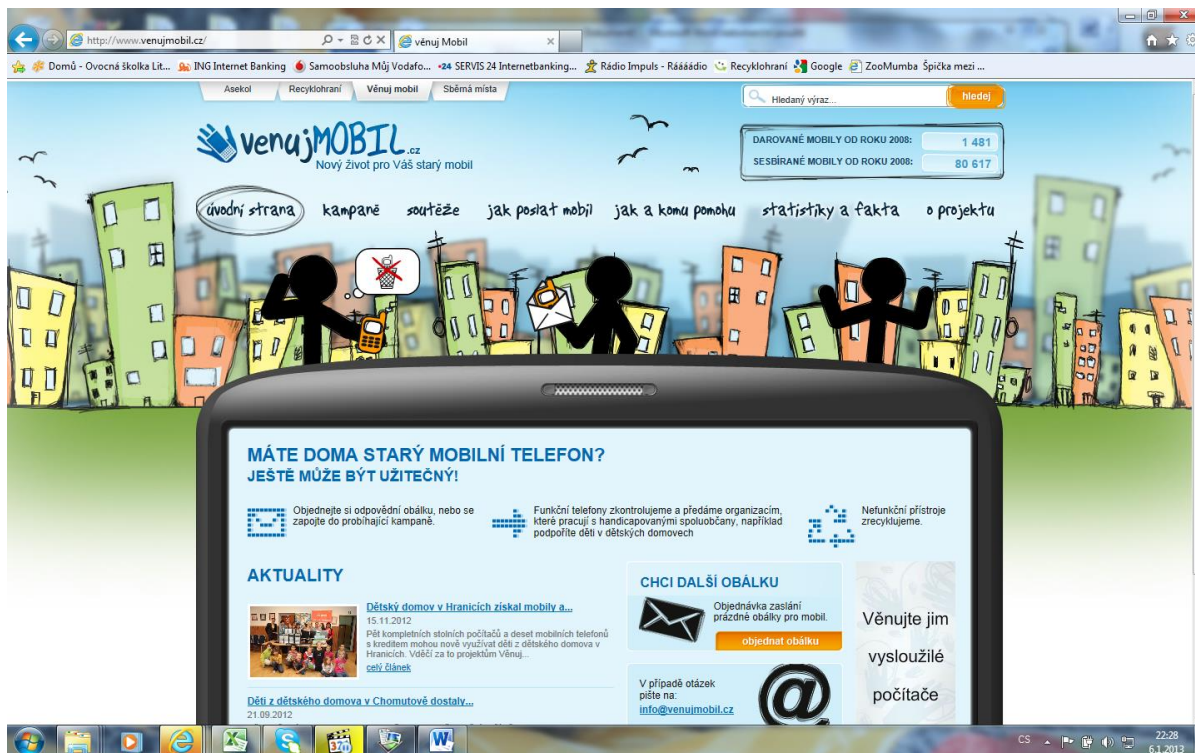 http://www.venujmobil.cz/
věnuj Mobil
Domů - Ovocná školka Lit...
ING Internet Banking
Samoobsluha Můj Vodafo...
SERVIS 24 Internetbanking...
Rádio Impuls - Ráááádio
Recyklohraní
Google
ZooMumba
Špička mezi ...
Asekol
Recyklohraní
Věnuj mobil
Sběrná místa
Hledaný výraz...
hledej
venujMOBIL.cz
Nový život pro Váš starý mobil
DAROVANÉ MOBILY OD ROKU 2008: 1 481
SESBÍRANÉ MOBILY OD ROKU 2008: 80 617
úvodní strana
kampaně
soutěže
jak poslat mobil
jak a komu pomohu
statistiky a fakta
o projektu
MÁTE DOMA STARÝ MOBILNÍ TELEFON?
JEŠTĚ MŮŽE BÝT UŽITEČNÝ!
Objednejte si odpovědní obálku, nebo se
zapojte do probíhající kampaně.
Funkční telefony zkontrolujeme a předáme organizacím,
které pracují s handicapovanými spoluobčany, například
podpoříte děti v dětských domovech
Nefunkční přístroje
zrecyklujeme.
AKTUALITY
Dětský domov v Hranicích získal mobily a...
15.11.2012
Pět kompletních stolních počítačů a deset mobilních telefonů
s kreditem mohou nově využívat děti z dětského domova v
Hranicích. Vděčí za to projektům Věnuj...
celý článek
Děti z dětského domova v Chomutově dostaly...
21.09.2012
CHCI DALŠÍ OBÁLKU
Objednávka zaslání
prázdné obálky pro mobil.
objednat obálku
V případě otázek
pište na:
info@venujmobil.cz
@
Věnujte jim
vysloužilé
počítače
CS
22:28
6.1.2013